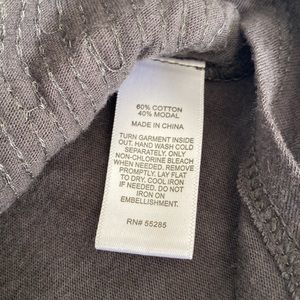 60% COTTON
40% MODAL
MADE IN CHINA
TURN GARMENT INSIDE
OUT. HAND WASH COLD
SEPARATELY. ONLY
NON-CHLORINE BLEACH
WHEN NEEDED. REMOVE
PROMPTLY. LAY FLAT
TO DRY. COOL IRON
IF NEEDED. DO NOT
IRON ON
EMBELLISHMENT.
RN# 55285